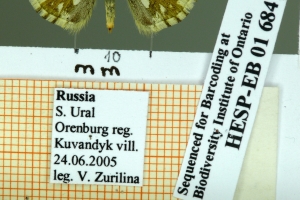 10
mm
Russia
S. Ural
Orenburg reg.
Kuvandyk vill.
24.06.2005
leg. V. Zurilina
Sequenced for Barcoding at
Biodiversity Institute of Ontario
HESP-EB 01 684